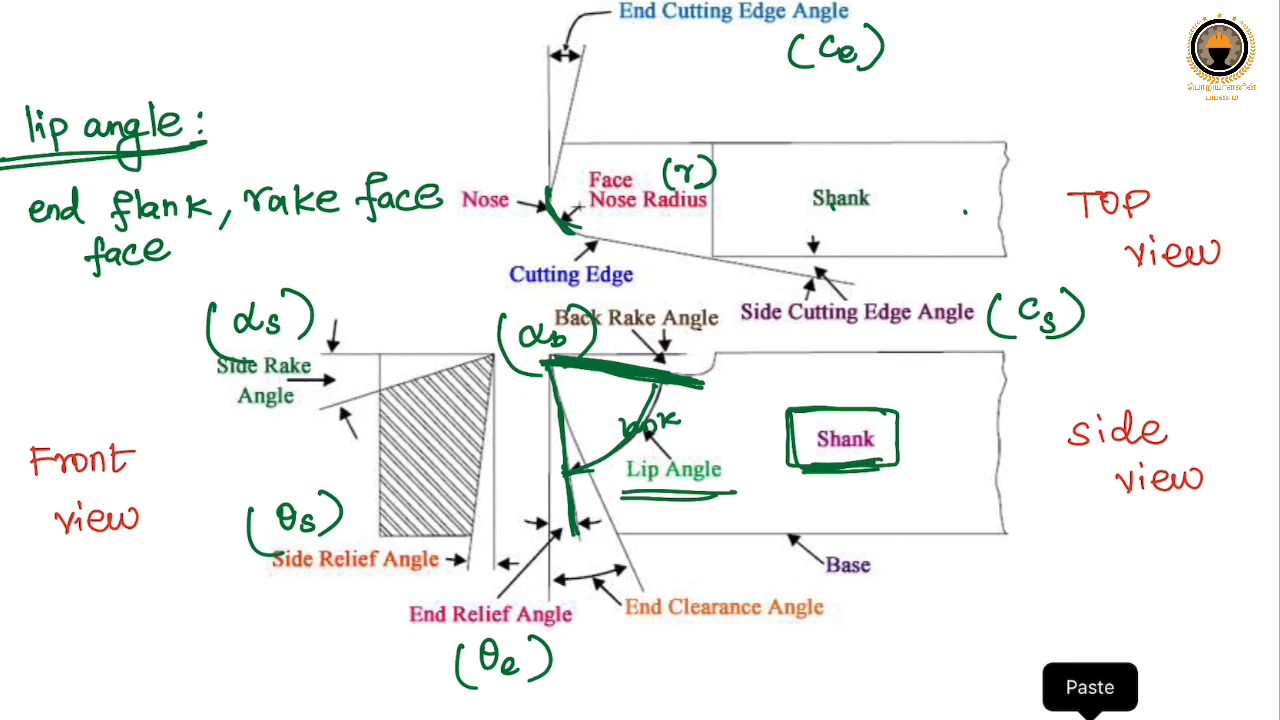 End Cutting Edge Angle
(Ce)
பொறியாளரின்
பயணம்
lip angle :
end flank, rake face
face
Face (r)
Nose
Nose Radius
Shank
TOP
view
Cutting Edge
Side Cutting Edge Angle (Cs)
(αs)
(αb)
Back Rake Angle
Side Rake
Angle
Shank
Lip Angle
side
view
Front
view
(θs)
Side Relief Angle
Base
End Relief Angle
End Clearance Angle
(θe)
Paste